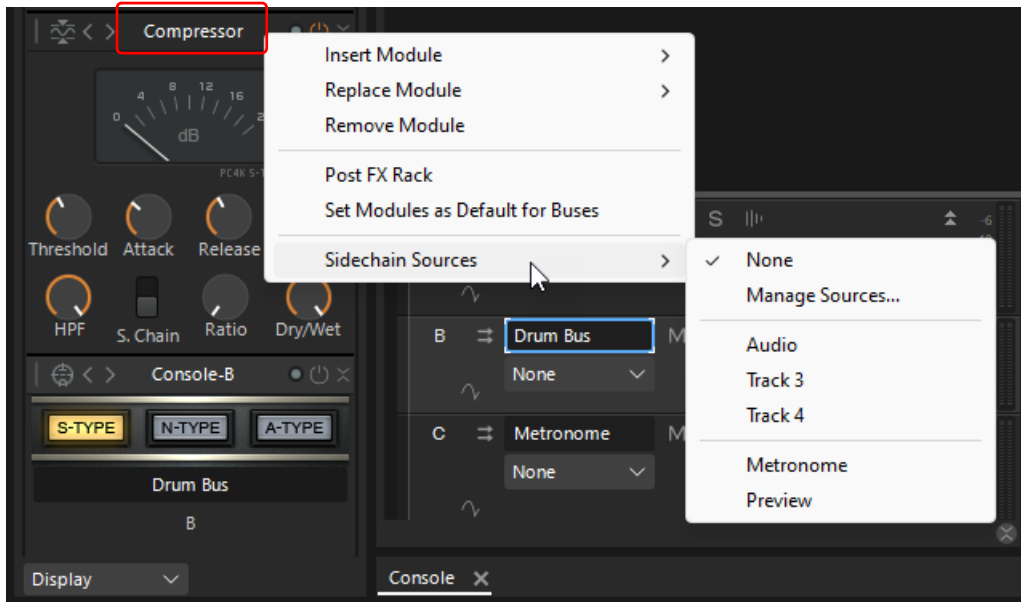 Compressor
0 4 8 12 16
dB
PC4K S-
Threshold Attack Release
HPF S. Chain Ratio Dry/Wet
Console-B
S-TYPE N-TYPE A-TYPE
Drum Bus
B
Display
Insert Module
Replace Module
Remove Module
Post FX Rack
Set Modules as Default for Buses
Sidechain Sources
None
Manage Sources...
Audio
Track 3
Track 4
Metronome
Preview
S -6
B Drum Bus M
None
C Metronome M
None
Console